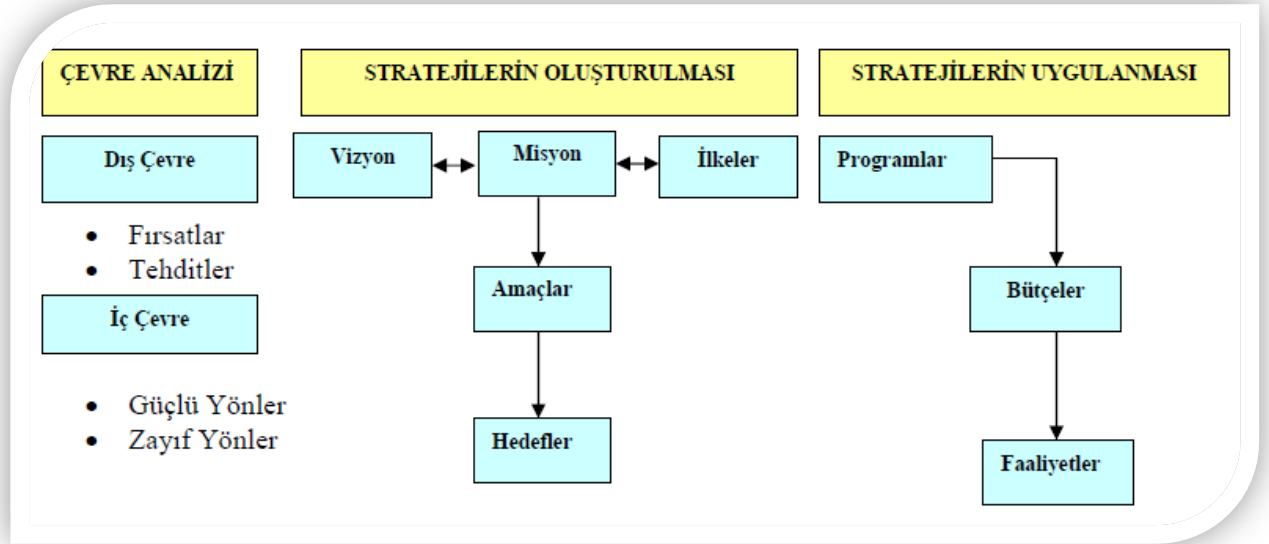 ÇEVRE ANALİZİ
STRATEJİLERİN OLUŞTURULMASI
STRATEJİLERİN UYGULANMASI
Dış Çevre
Vizyon
Misyon
İlkeler
Programlar
• Fırsatlar
• Tehditler
Amaçlar
Bütçeler
İç Çevre
• Güçlü Yönler
• Zayıf Yönler
Hedefler
Faaliyetler